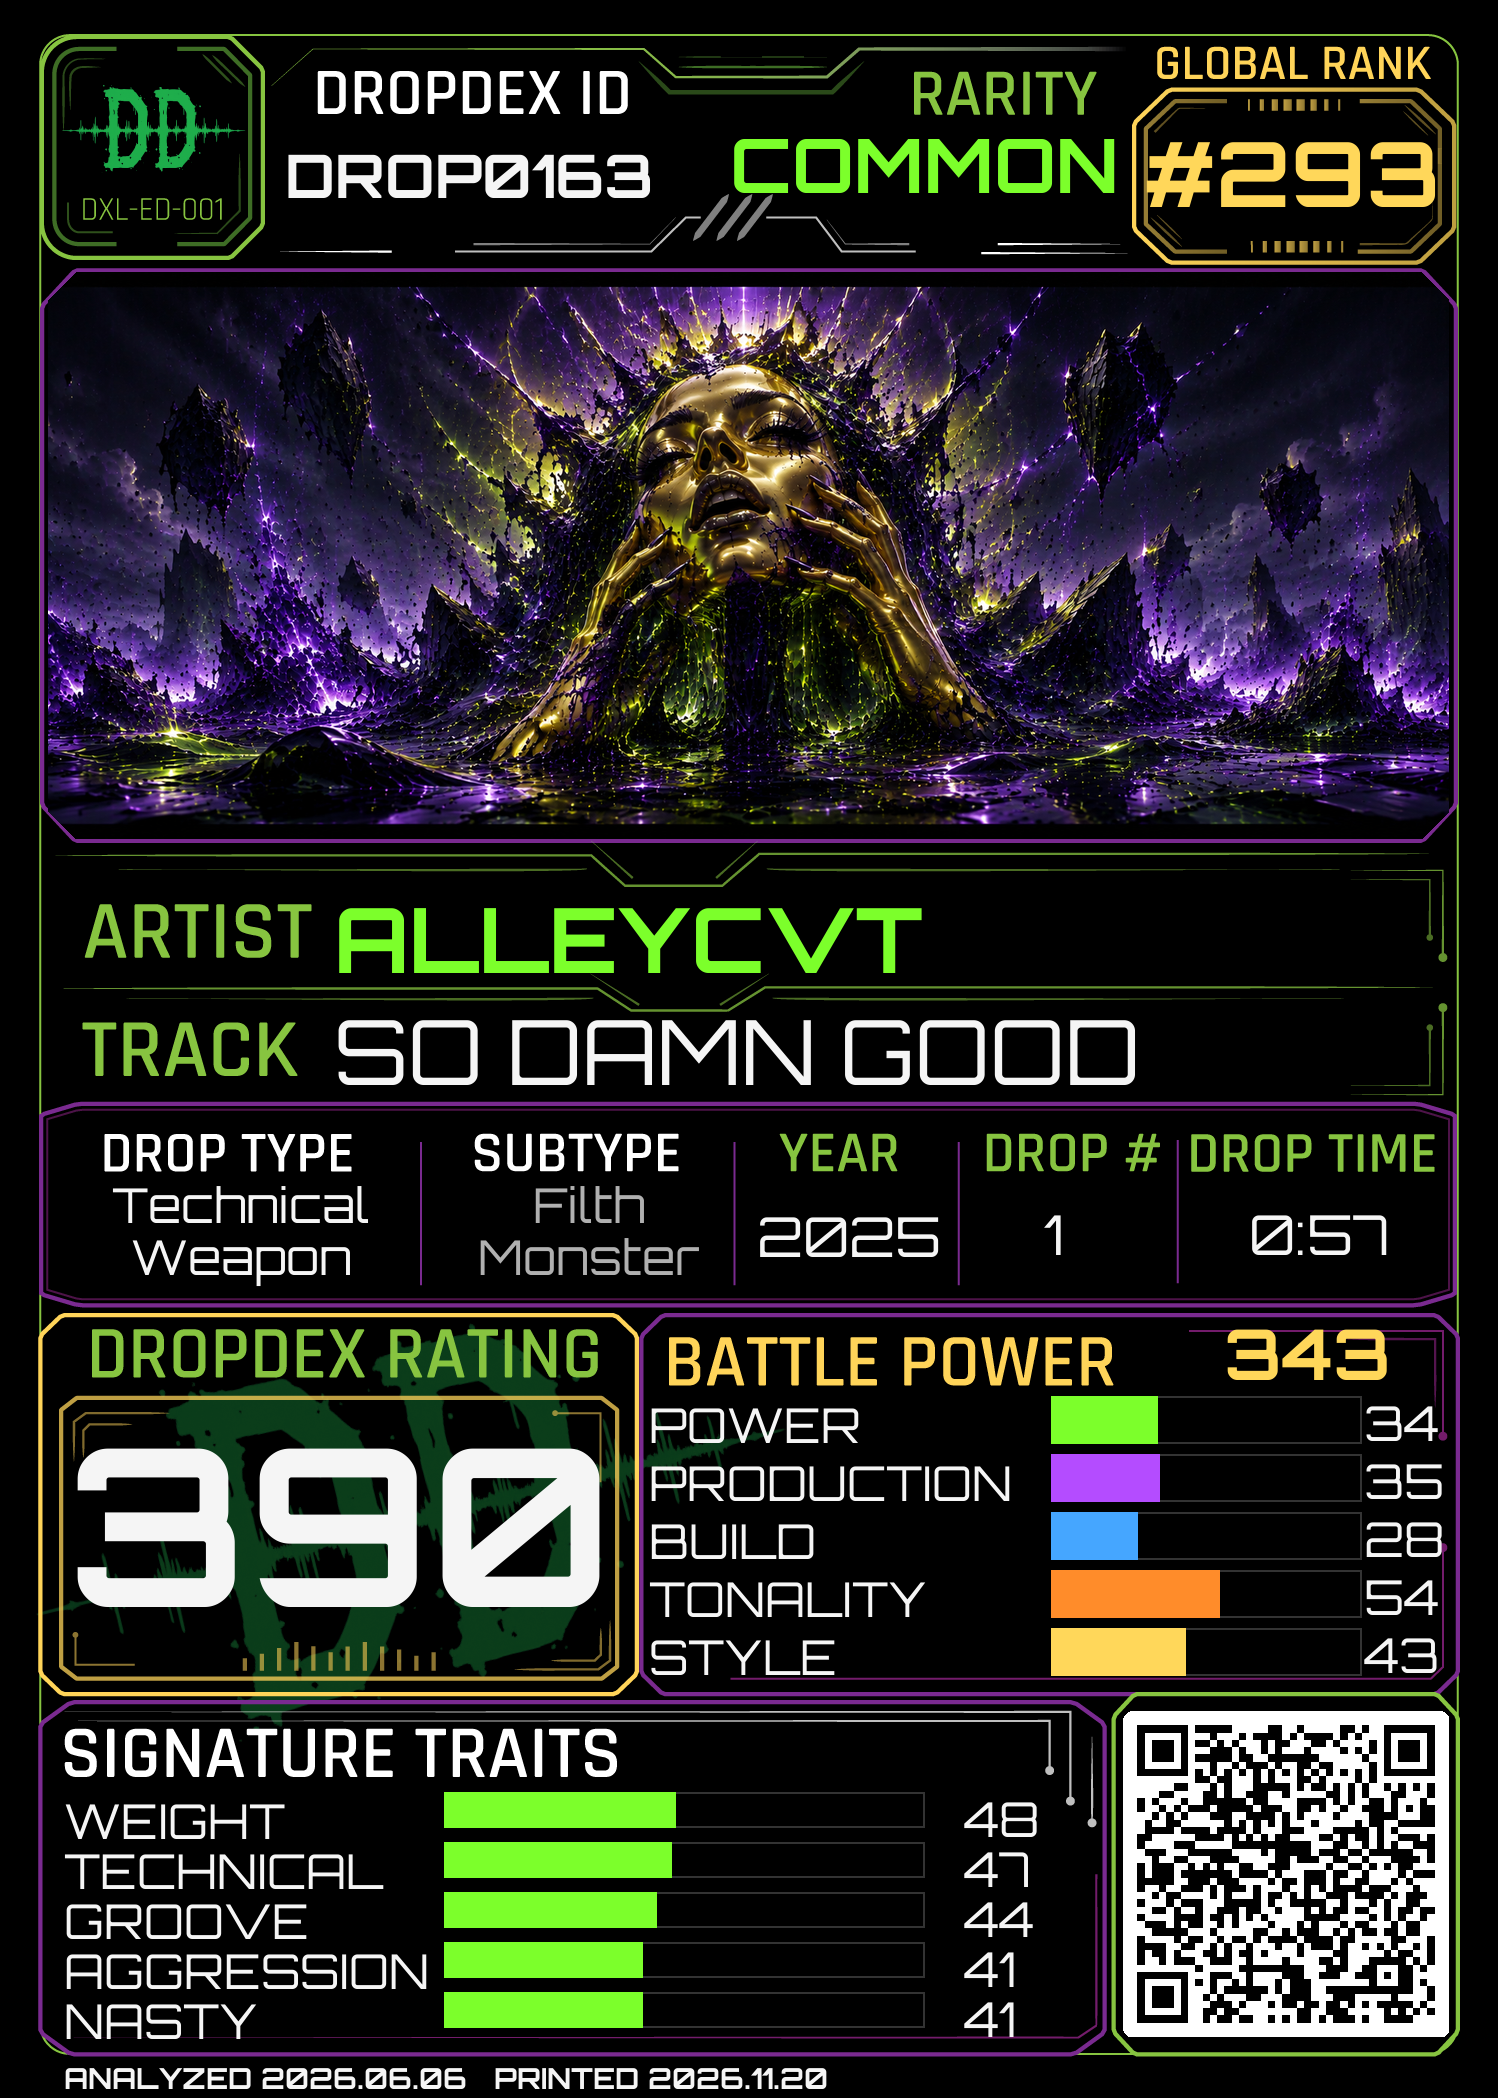 DD
DXL-ED-001
DROPDEX ID
DROP0163
RARITY
COMMON
GLOBAL RANK
#293
ARTIST ALLEYCVT
TRACK SO DAMN GOOD
DROP TYPE
Technical
Weapon
SUBTYPE
Filth
Monster
YEAR
2025
DROP #
1
DROP TIME
0:57
DROPDEX RATING
390
BATTLE POWER 343
POWER 34
PRODUCTION 35
BUILD 28
TONALITY 54
STYLE 43
SIGNATURE TRAITS
WEIGHT 48
TECHNICAL 47
GROOVE 44
AGGRESSION 41
NASTY 41
ANALYZED 2026.06.06 PRINTED 2026.11.20